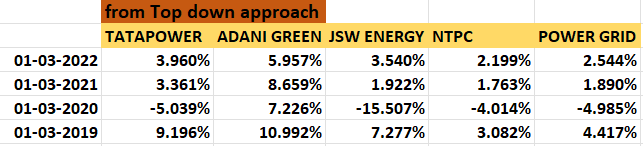 from Top down approach
TATAPOWER ADANI GREEN JSW ENERGY NTPC POWER GRID
01-03-2022 3.960% 5.957% 3.540% 2.199% 2.544%
01-03-2021 3.361% 8.659% 1.922% 1.763% 1.890%
01-03-2020 -5.039% 7.226% -15.507% -4.014% -4.985%
01-03-2019 9.196% 10.992% 7.277% 3.082% 4.417%